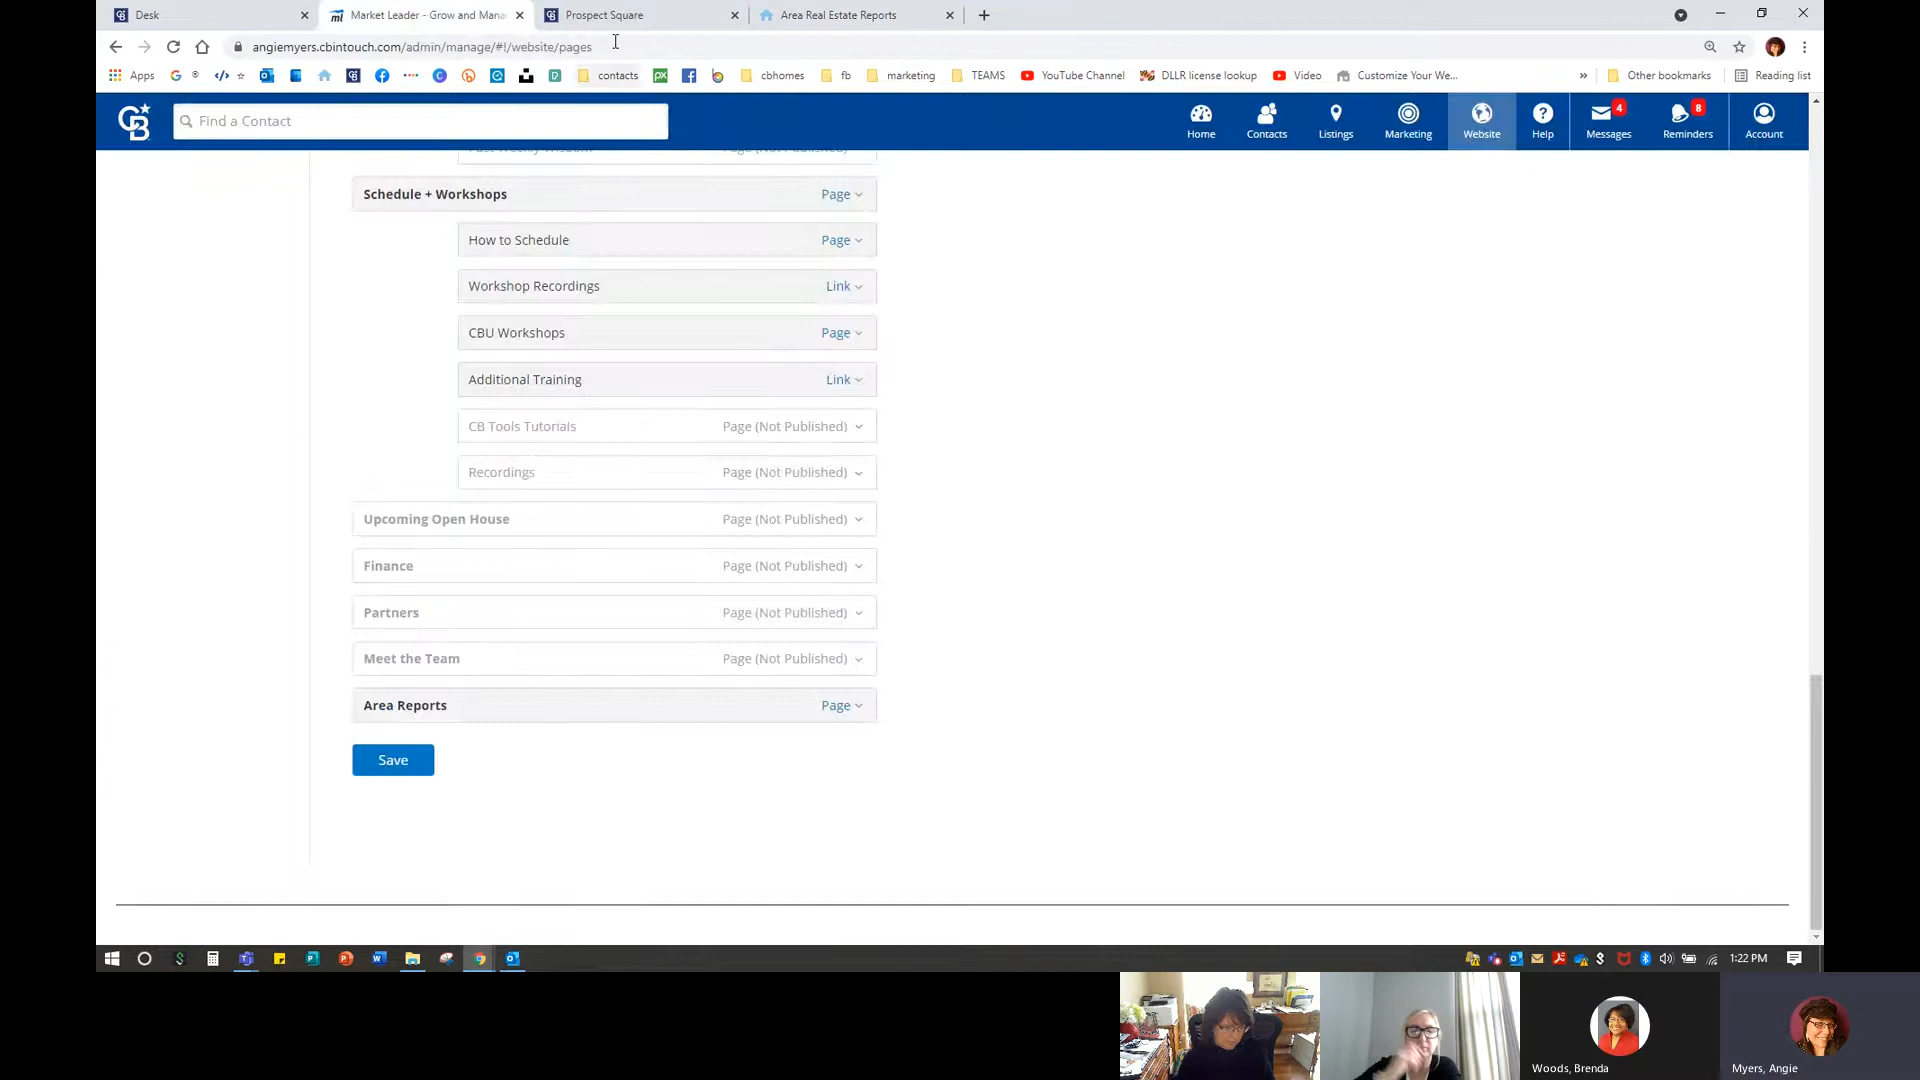 Desk
Market Leader - Grow and Mana
Prospect Square
Area Real Estate Reports
angiemyers.cbintouch.com/admin/manage/#!/website/pages
Apps
contacts
cbhomes
fb
marketing
TEAMS
YouTube Channel
DLLR license lookup
Video
Customize Your We...
»
Other bookmarks
Reading list
Find a Contact
Home
Contacts
Listings
Marketing
Website
Help
4
Messages
8
Reminders
Account
Schedule + Workshops Page
How to Schedule Page
Workshop Recordings Link
CBU Workshops Page
Additional Training Link
CB Tools Tutorials Page (Not Published)
Recordings Page (Not Published)
Upcoming Open House Page (Not Published)
Finance Page (Not Published)
Partners Page (Not Published)
Meet the Team Page (Not Published)
Area Reports Page
Save
1:22 PM
Woods, Brenda
Myers, Angie